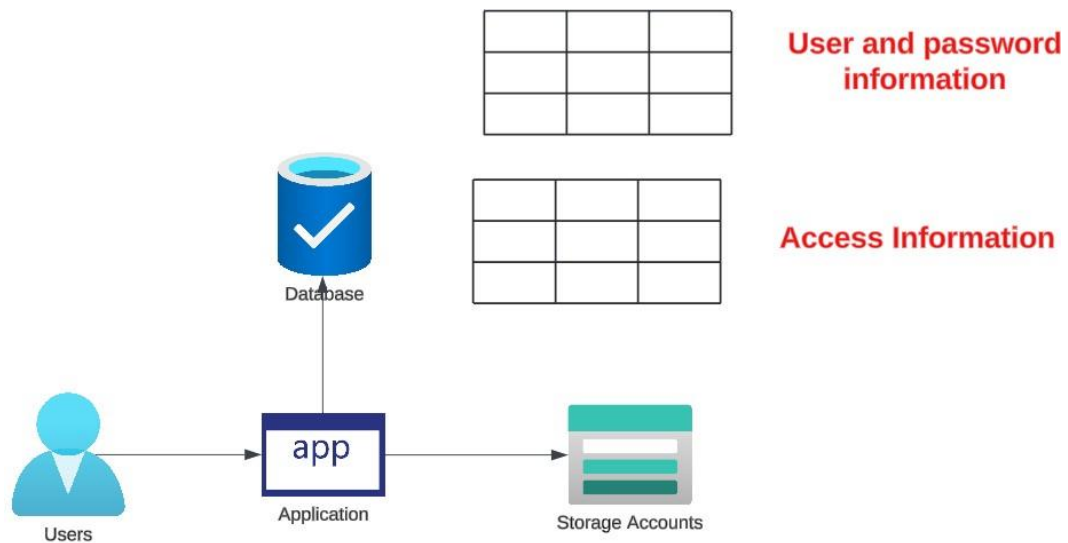 User and password
information
Access Information
Database
app
Application
Users
Storage Accounts